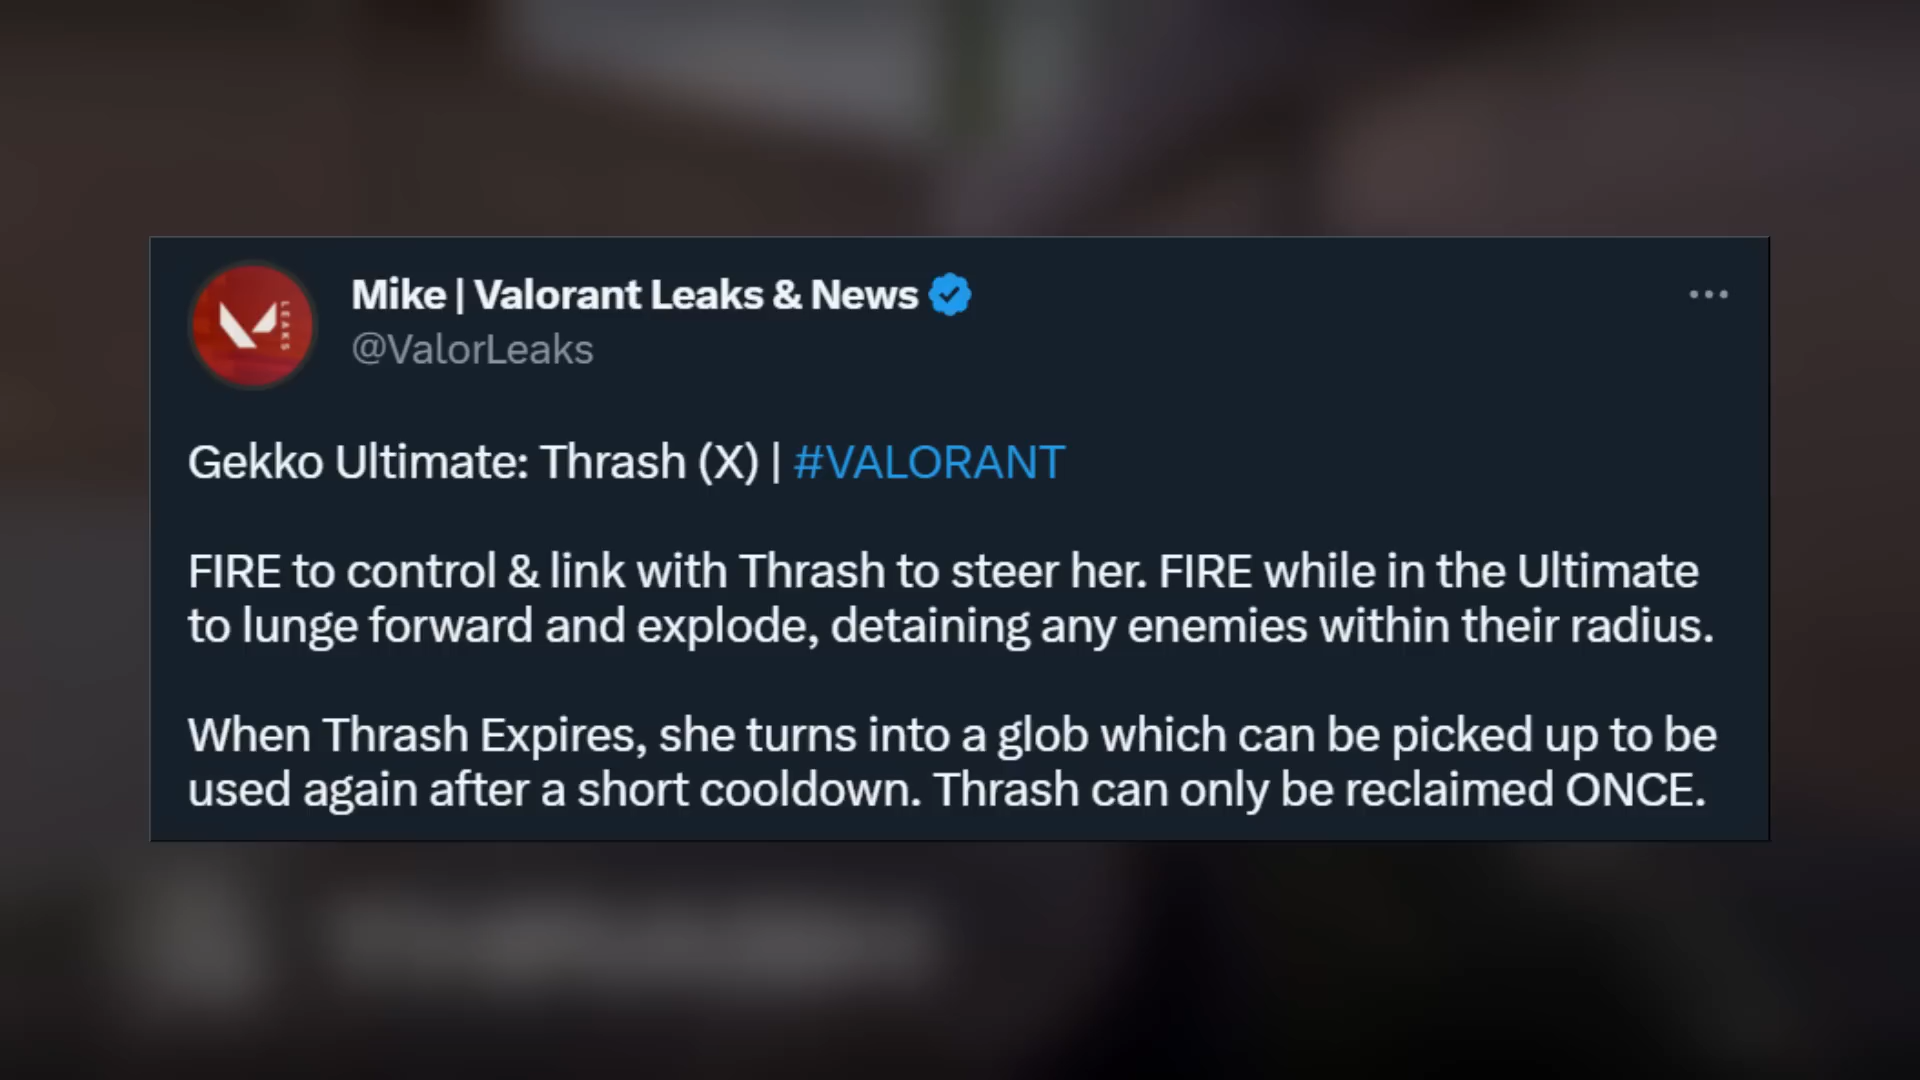 LEAKS
Mike | Valorant Leaks & News
@ValorLeaks
Gekko Ultimate: Thrash (X) | #VALORANT
FIRE to control & link with Thrash to steer her. FIRE while in the Ultimate
to lunge forward and explode, detaining any enemies within their radius.
When Thrash Expires, she turns into a glob which can be picked up to be
used again after a short cooldown. Thrash can only be reclaimed ONCE.